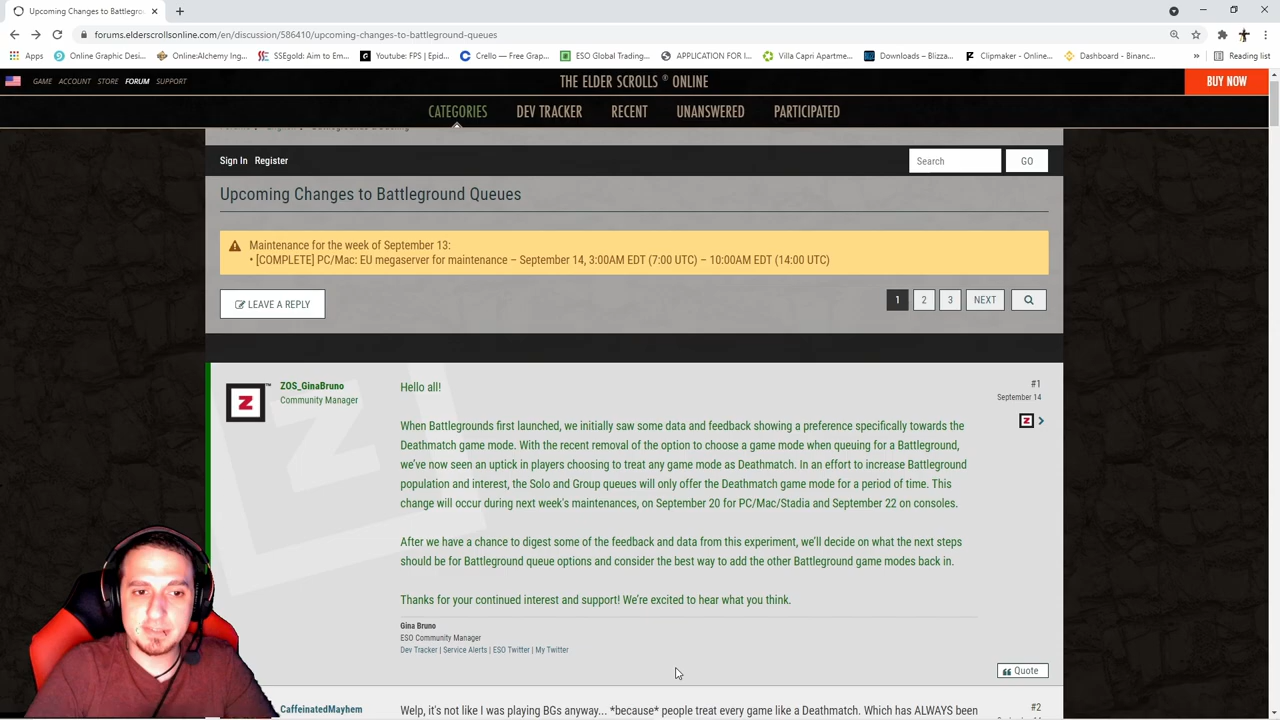 Upcoming Changes to Battlegroun
forums.elderscrollsonline.com/en/discussion/586410/upcoming-changes-to-battleground-queues
Apps
Online Graphic Desi...
Online:Alchemy Ing...
SSEgold: Aim to Em...
Youtube: FPS | Epid...
Crello — Free Grap...
ESO Global Trading...
APPLICATION FOR I...
Villa Capri Apartme...
Downloads – Blizza...
Clipmaker - Online...
Dashboard - Binanc...
»
Reading list
GAME ACCOUNT STORE FORUM SUPPORT
THE ELDER SCROLLS ® ONLINE
BUY NOW
CATEGORIES DEV TRACKER RECENT UNANSWERED PARTICIPATED
Sign In Register
Search
GO
Upcoming Changes to Battleground Queues
Maintenance for the week of September 13:
• [COMPLETE] PC/Mac: EU megaserver for maintenance – September 14, 3:00AM EDT (7:00 UTC) – 10:00AM EDT (14:00 UTC)
LEAVE A REPLY
1 2 3 NEXT
ZOS_GinaBruno
Community Manager
#1
September 14
Hello all!
When Battlegrounds first launched, we initially saw some data and feedback showing a preference specifically towards the
Deathmatch game mode. With the recent removal of the option to choose a game mode when queuing for a Battleground,
we've now seen an uptick in players choosing to treat any game mode as Deathmatch. In an effort to increase Battleground
population and interest, the Solo and Group queues will only offer the Deathmatch game mode for a period of time. This
change will occur during next week's maintenances, on September 20 for PC/Mac/Stadia and September 22 on consoles.
After we have a chance to digest some of the feedback and data from this experiment, we'll decide on what the next steps
should be for Battleground queue options and consider the best way to add the other Battleground game modes back in.
Thanks for your continued interest and support! We're excited to hear what you think.
Gina Bruno
ESO Community Manager
Dev Tracker | Service Alerts | ESO Twitter | My Twitter
Quote
CaffeinatedMayhem
Welp, it's not like I was playing BGs anyway... *because* people treat every game like a Deathmatch. Which has ALWAYS been
#2